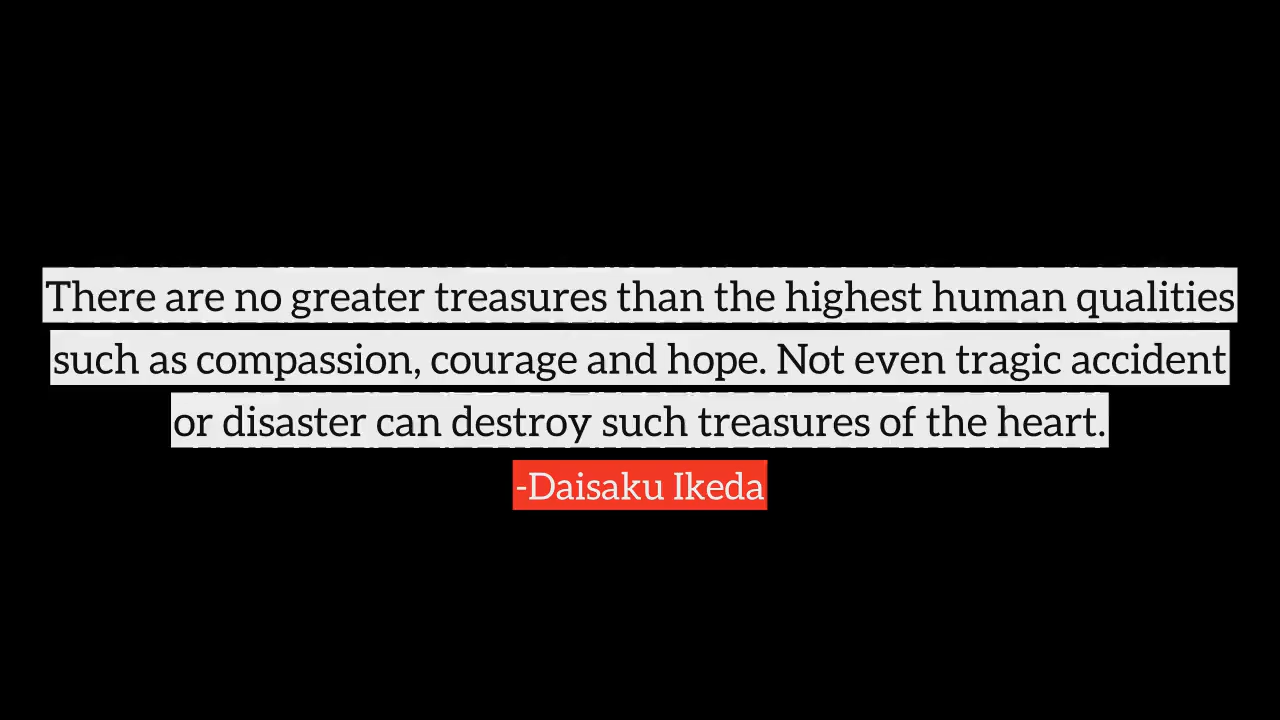 There are no greater treasures than the highest human qualities
such as compassion, courage and hope. Not even tragic accident
or disaster can destroy such treasures of the heart.
-Daisaku Ikeda